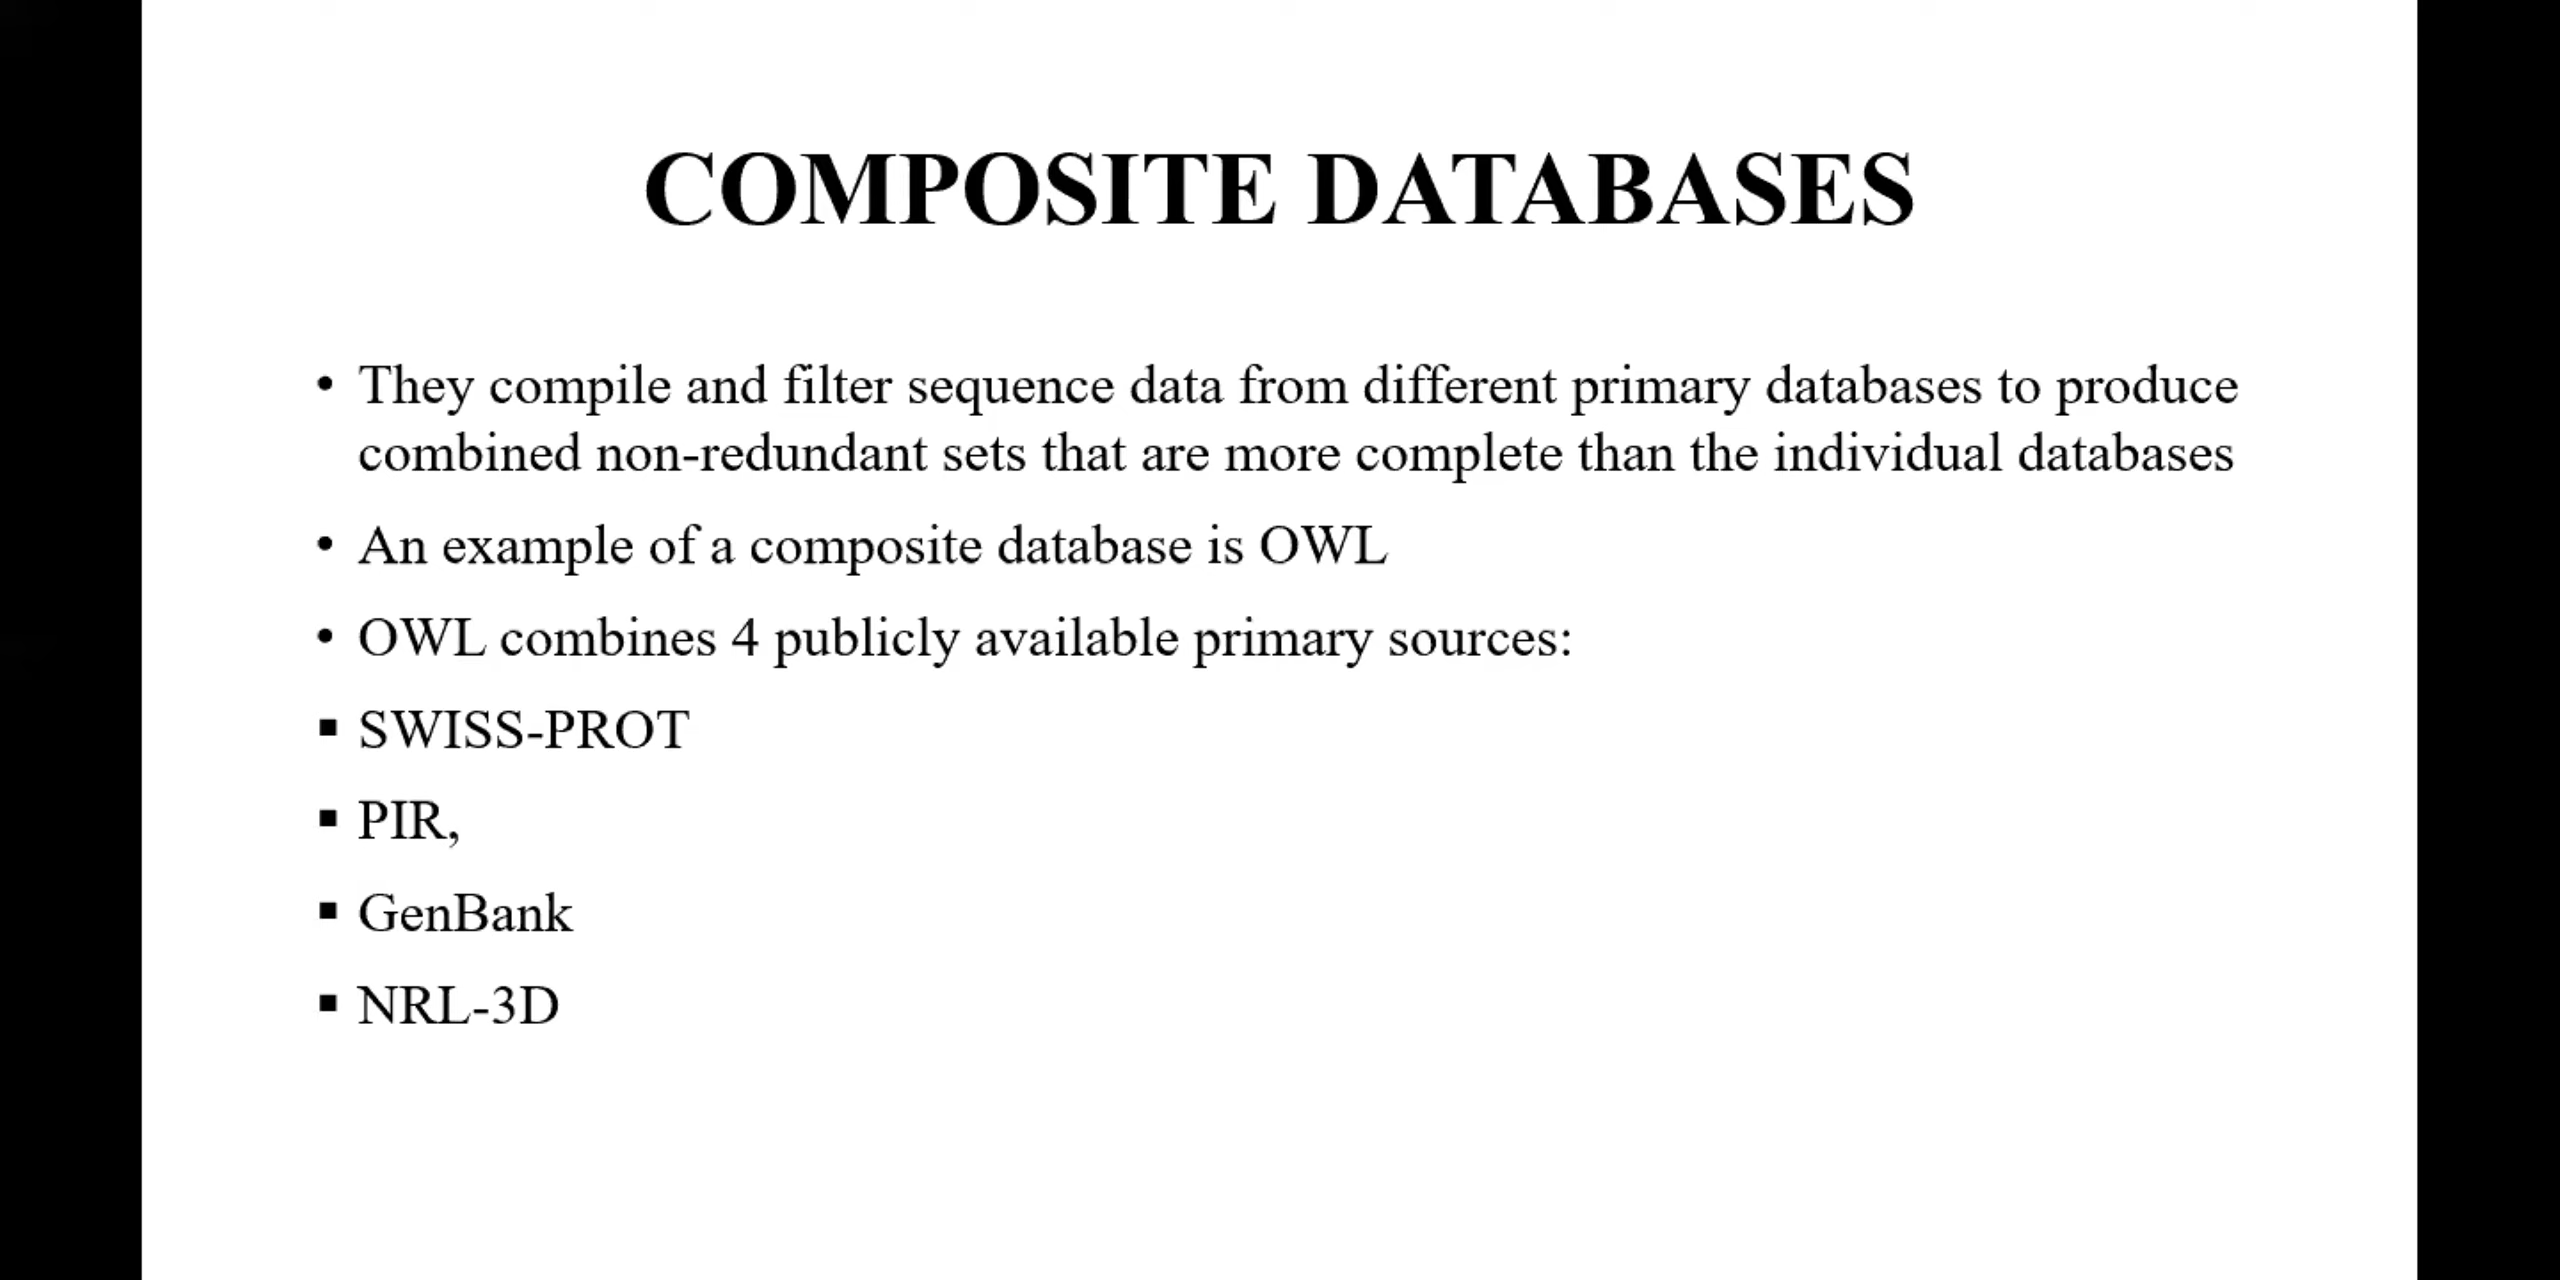 COMPOSITE DATABASES
• They compile and filter sequence data from different primary databases to produce
combined non-redundant sets that are more complete than the individual databases
• An example of a composite database is OWL
• OWL combines 4 publicly available primary sources:
▪ SWISS-PROT
▪ PIR,
▪ GenBank
▪ NRL-3D